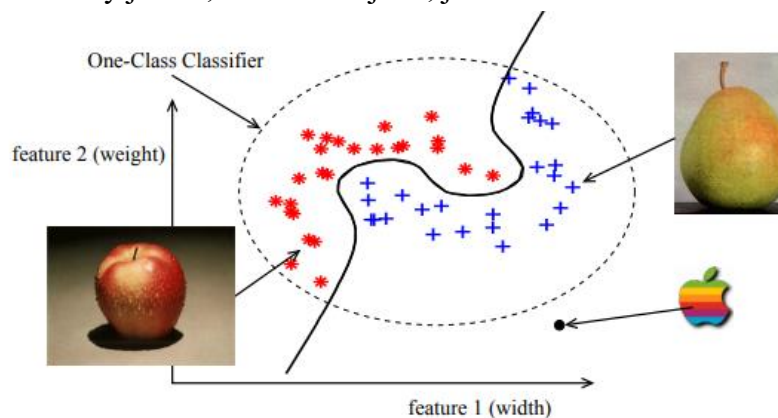 One-Class Classifier
feature 2 (weight)
feature 1 (width)